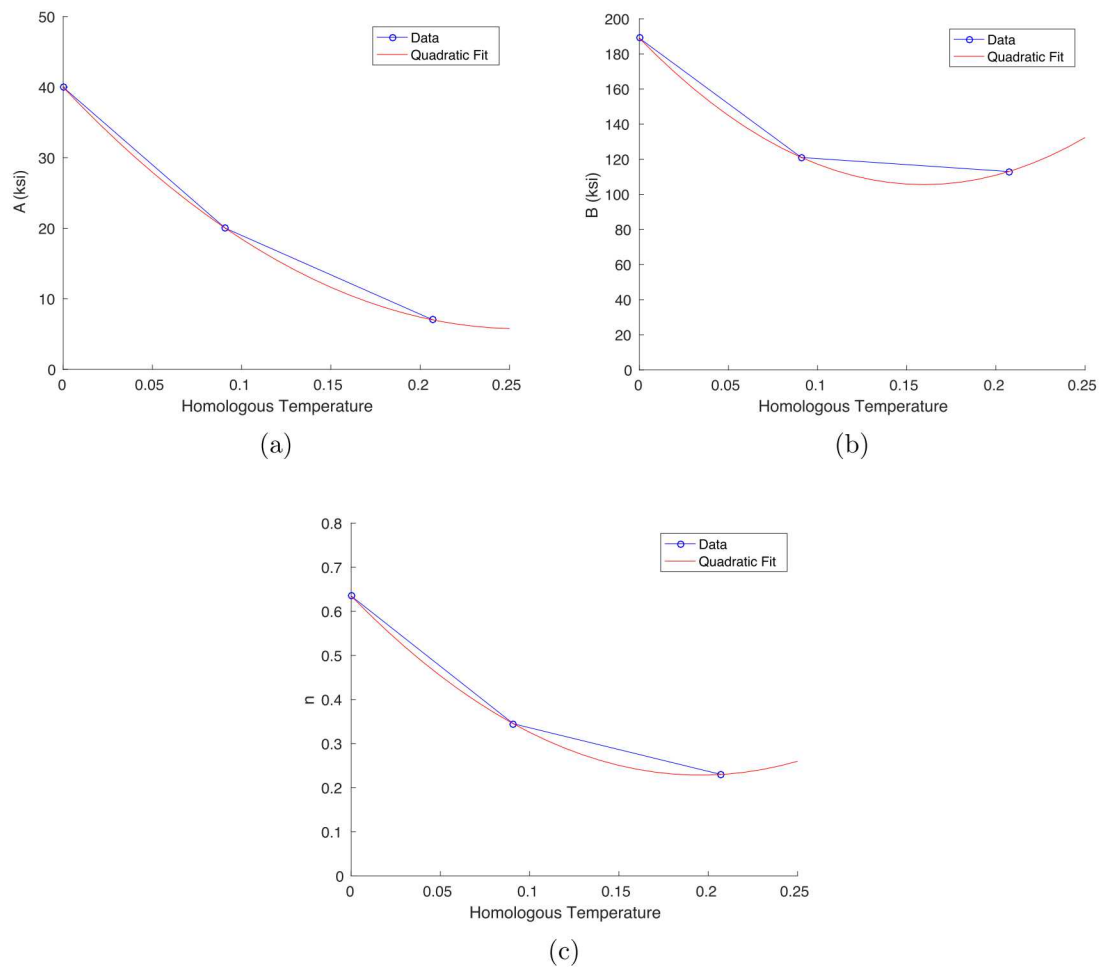 50
40
30
20
10
0
A (ksi)
0 0.05 0.1 0.15 0.2 0.25
Homologous Temperature
Data
Quadratic Fit
(a)
200
180
160
140
120
100
80
60
40
20
0
B (ksi)
0 0.05 0.1 0.15 0.2 0.25
Homologous Temperature
Data
Quadratic Fit
(b)
0.8
0.7
0.6
0.5
0.4
0.3
0.2
0.1
0
n
0 0.05 0.1 0.15 0.2 0.25
Homologous Temperature
Data
Quadratic Fit
(c)